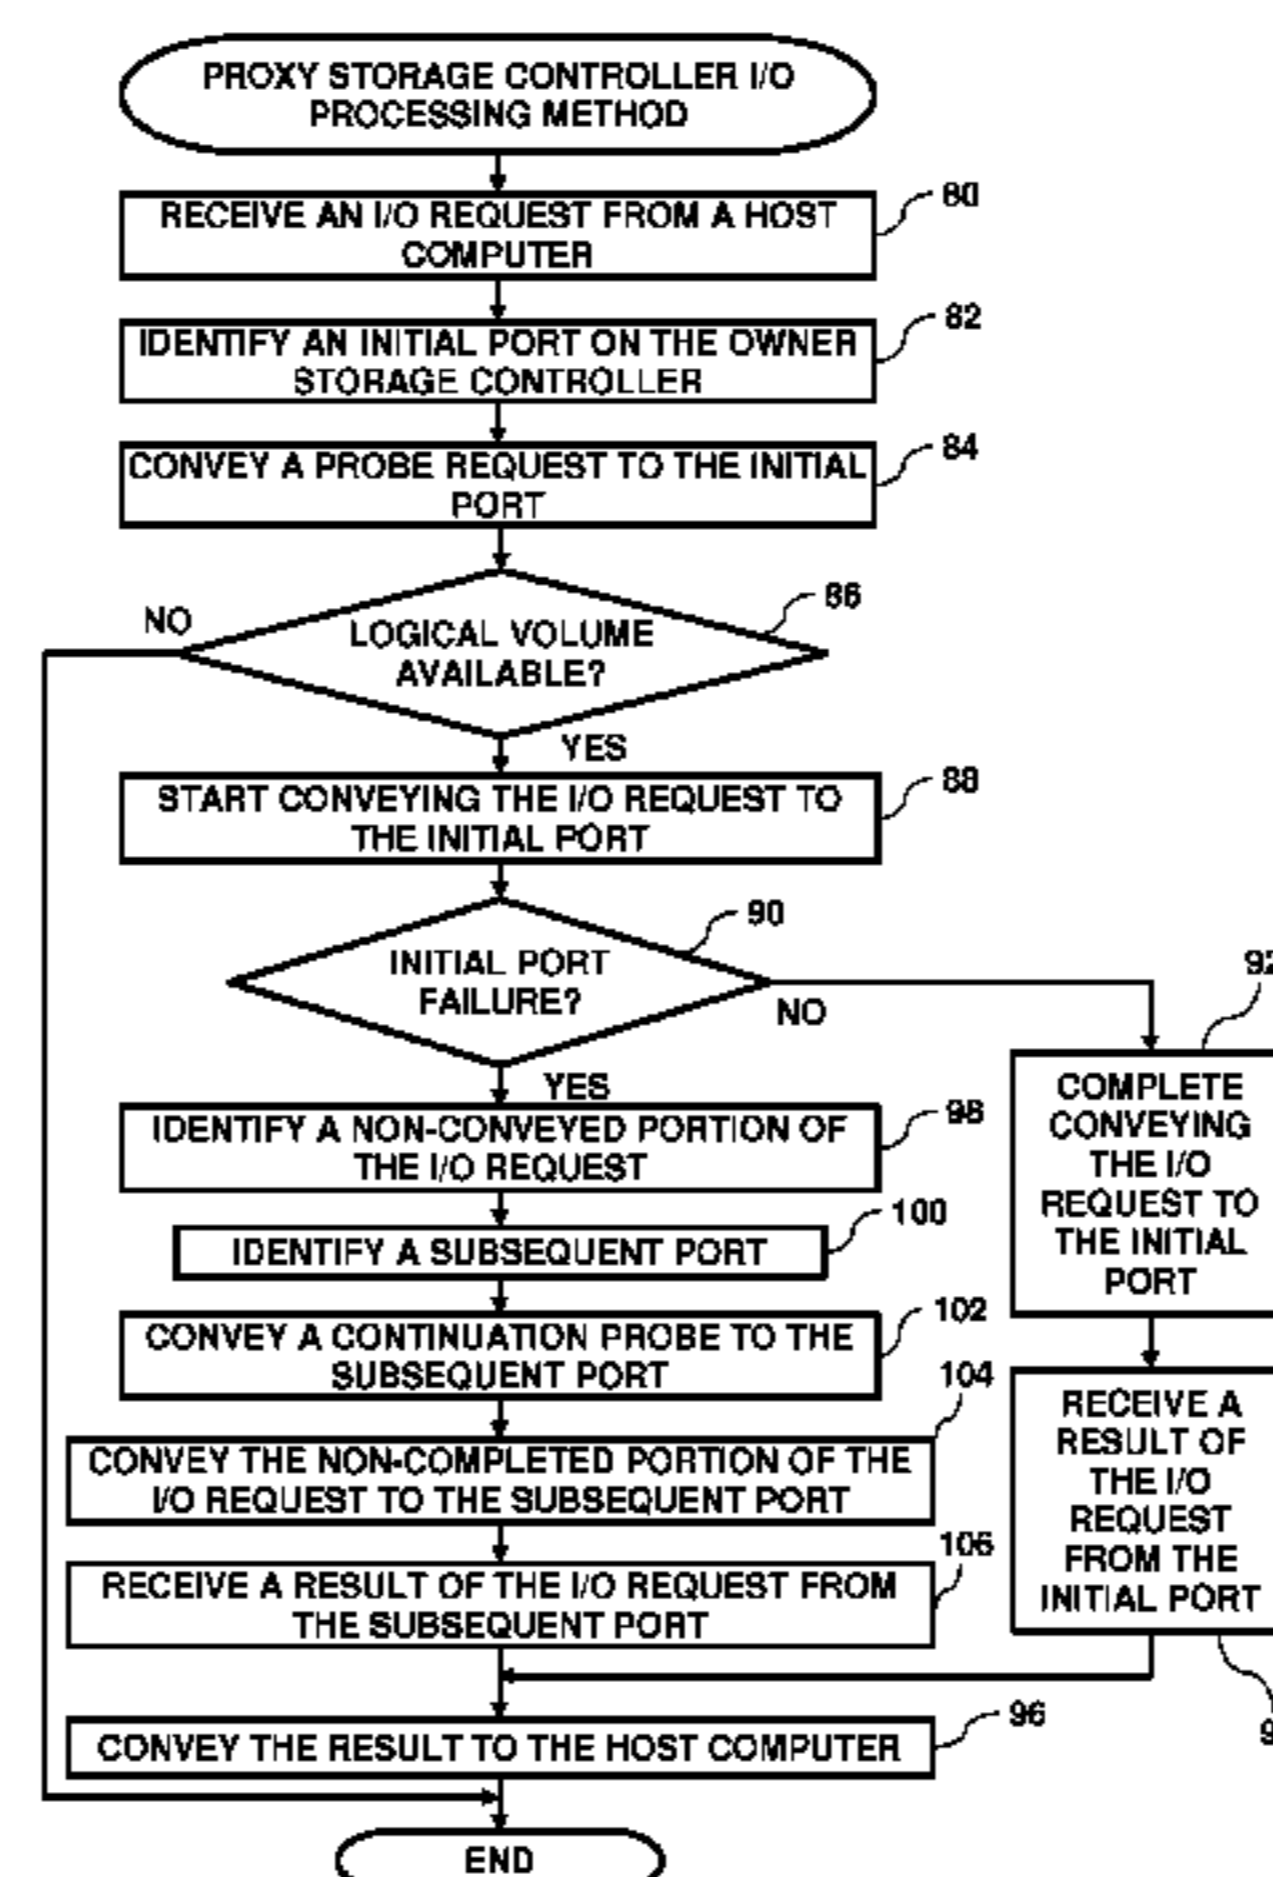 PROXY STORAGE CONTROLLER I/O
PROCESSING METHOD
RECEIVE AN I/O REQUEST FROM A HOST
COMPUTER
80
IDENTIFY AN INITIAL PORT ON THE OWNER
STORAGE CONTROLLER
82
CONVEY A PROBE REQUEST TO THE INITIAL
PORT
84
LOGICAL VOLUME
AVAILABLE?
86
NO
YES
START CONVEYING THE I/O REQUEST TO
THE INITIAL PORT
88
INITIAL PORT
FAILURE?
90
NO
YES
92
COMPLETE
CONVEYING
THE I/O
REQUEST TO
THE INITIAL
PORT
IDENTIFY A NON-CONVEYED PORTION OF
THE I/O REQUEST
98
IDENTIFY A SUBSEQUENT PORT
100
CONVEY A CONTINUATION PROBE TO THE
SUBSEQUENT PORT
102
CONVEY THE NON-COMPLETED PORTION OF THE
I/O REQUEST TO THE SUBSEQUENT PORT
104
RECEIVE A
RESULT OF
THE I/O
REQUEST
FROM THE
INITIAL PORT
RECEIVE A RESULT OF THE I/O REQUEST FROM
THE SUBSEQUENT PORT
106
CONVEY THE RESULT TO THE HOST COMPUTER
96
END